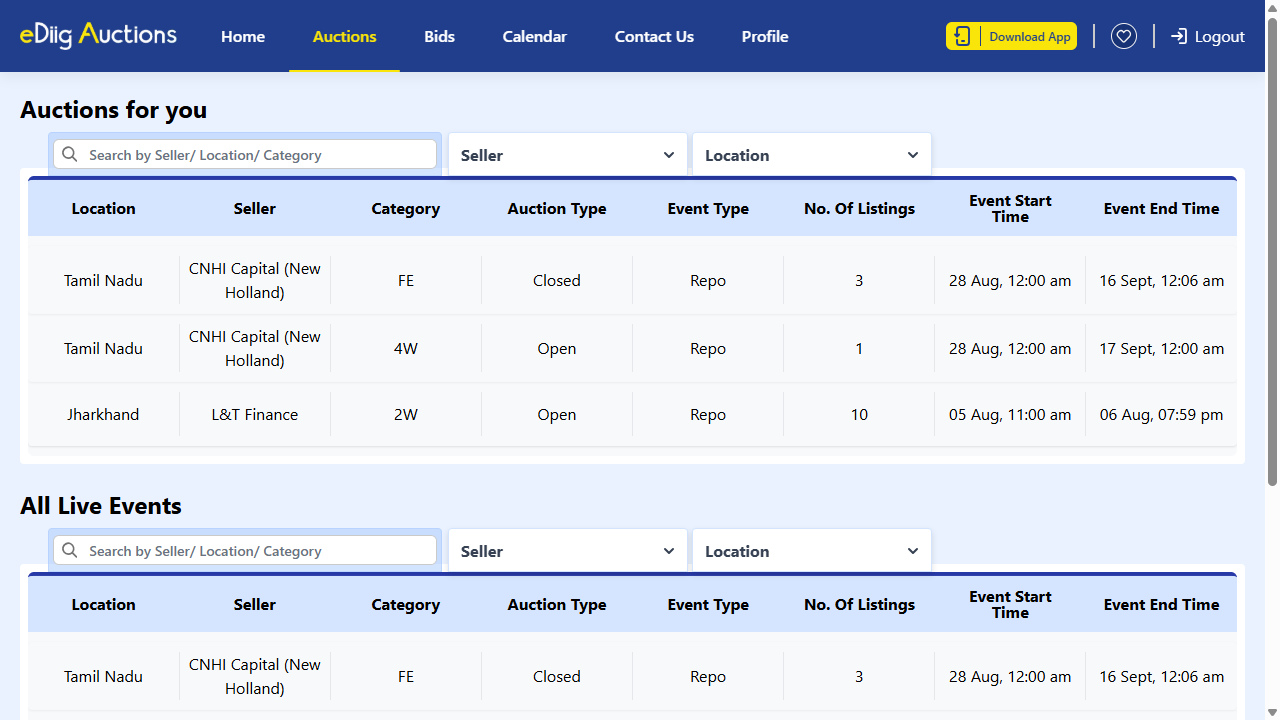 eDiig Auctions Home Auctions Bids Calendar Contact Us Profile Download App Logout
Auctions for you
Search by Seller/ Location/ Category Seller Location
Location Seller Category Auction Type Event Type No. Of Listings Event Start Time Event End Time
Tamil Nadu CNHI Capital (New Holland) FE Closed Repo 3 28 Aug, 12:00 am 16 Sept, 12:06 am
Tamil Nadu CNHI Capital (New Holland) 4W Open Repo 1 28 Aug, 12:00 am 17 Sept, 12:00 am
Jharkhand L&T Finance 2W Open Repo 10 05 Aug, 11:00 am 06 Aug, 07:59 pm
All Live Events
Search by Seller/ Location/ Category Seller Location
Location Seller Category Auction Type Event Type No. Of Listings Event Start Time Event End Time
Tamil Nadu CNHI Capital (New Holland) FE Closed Repo 3 28 Aug, 12:00 am 16 Sept, 12:06 am